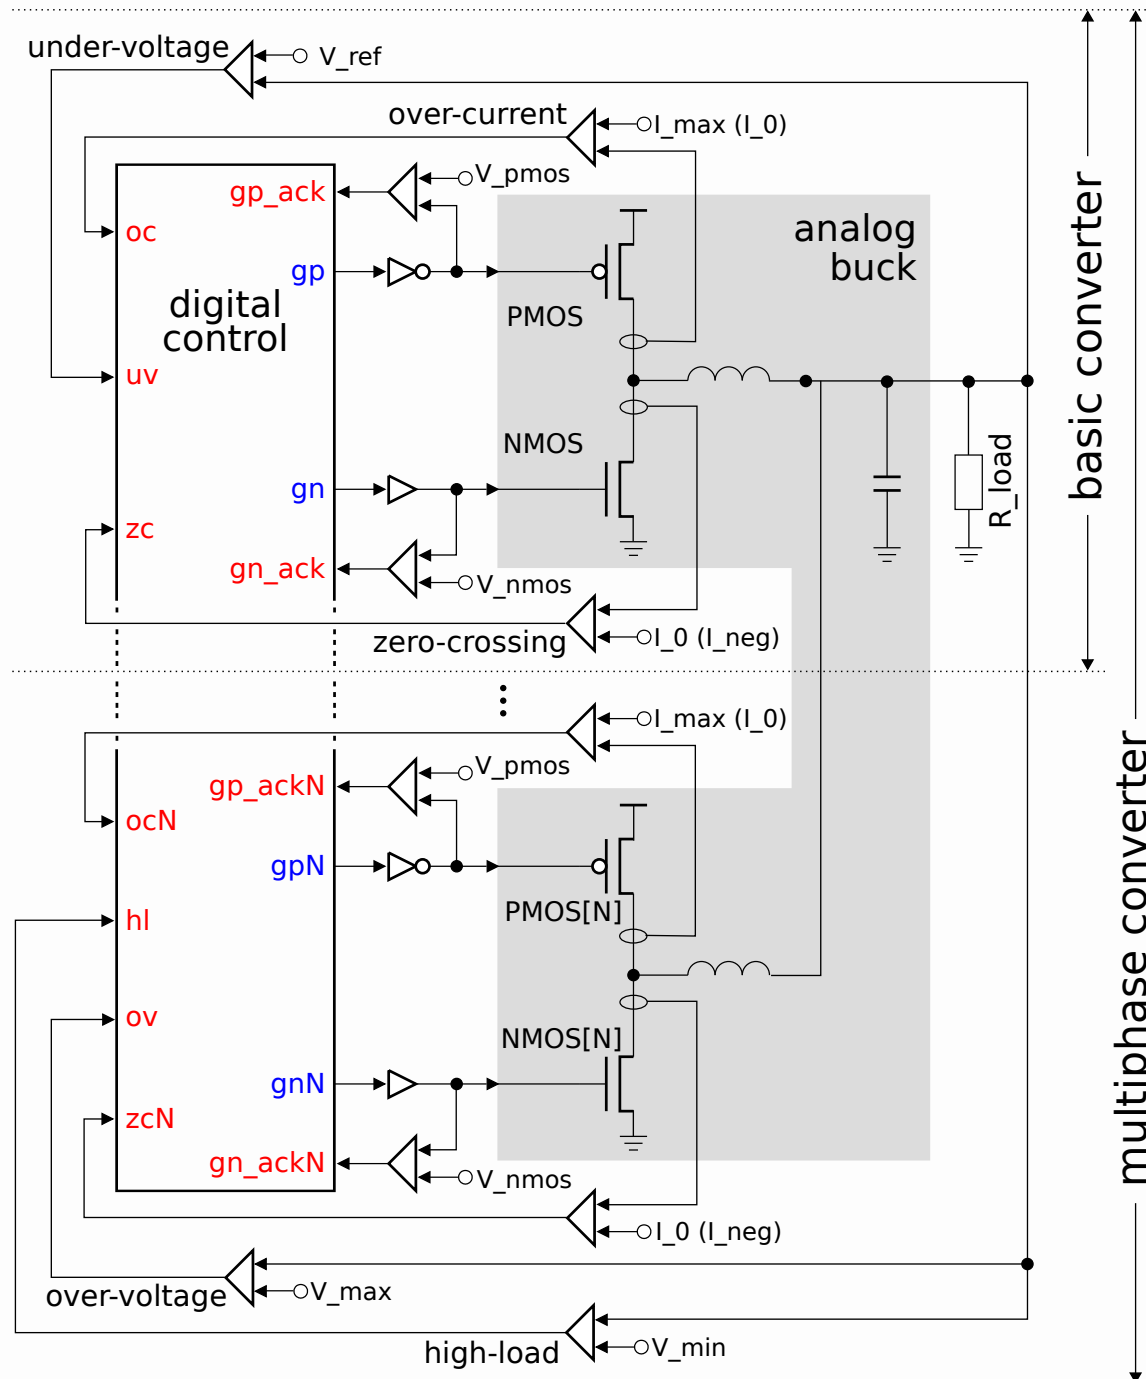 under-voltage
V_ref
over-current
I_max (I_0)
gp_ack
V_pmos
oc
analog
buck
gp
digital
control
PMOS
uv
NMOS
gn
R_load
zc
gn_ack
V_nmos
zero-crossing
I_0 (I_neg)
basic converter
I_max (I_0)
gp_ackN
V_pmos
ocN
gpN
PMOS[N]
hl
ov
NMOS[N]
gnN
zcN
gn_ackN
V_nmos
I_0 (I_neg)
over-voltage
V_max
high-load
V_min
multiphase converter